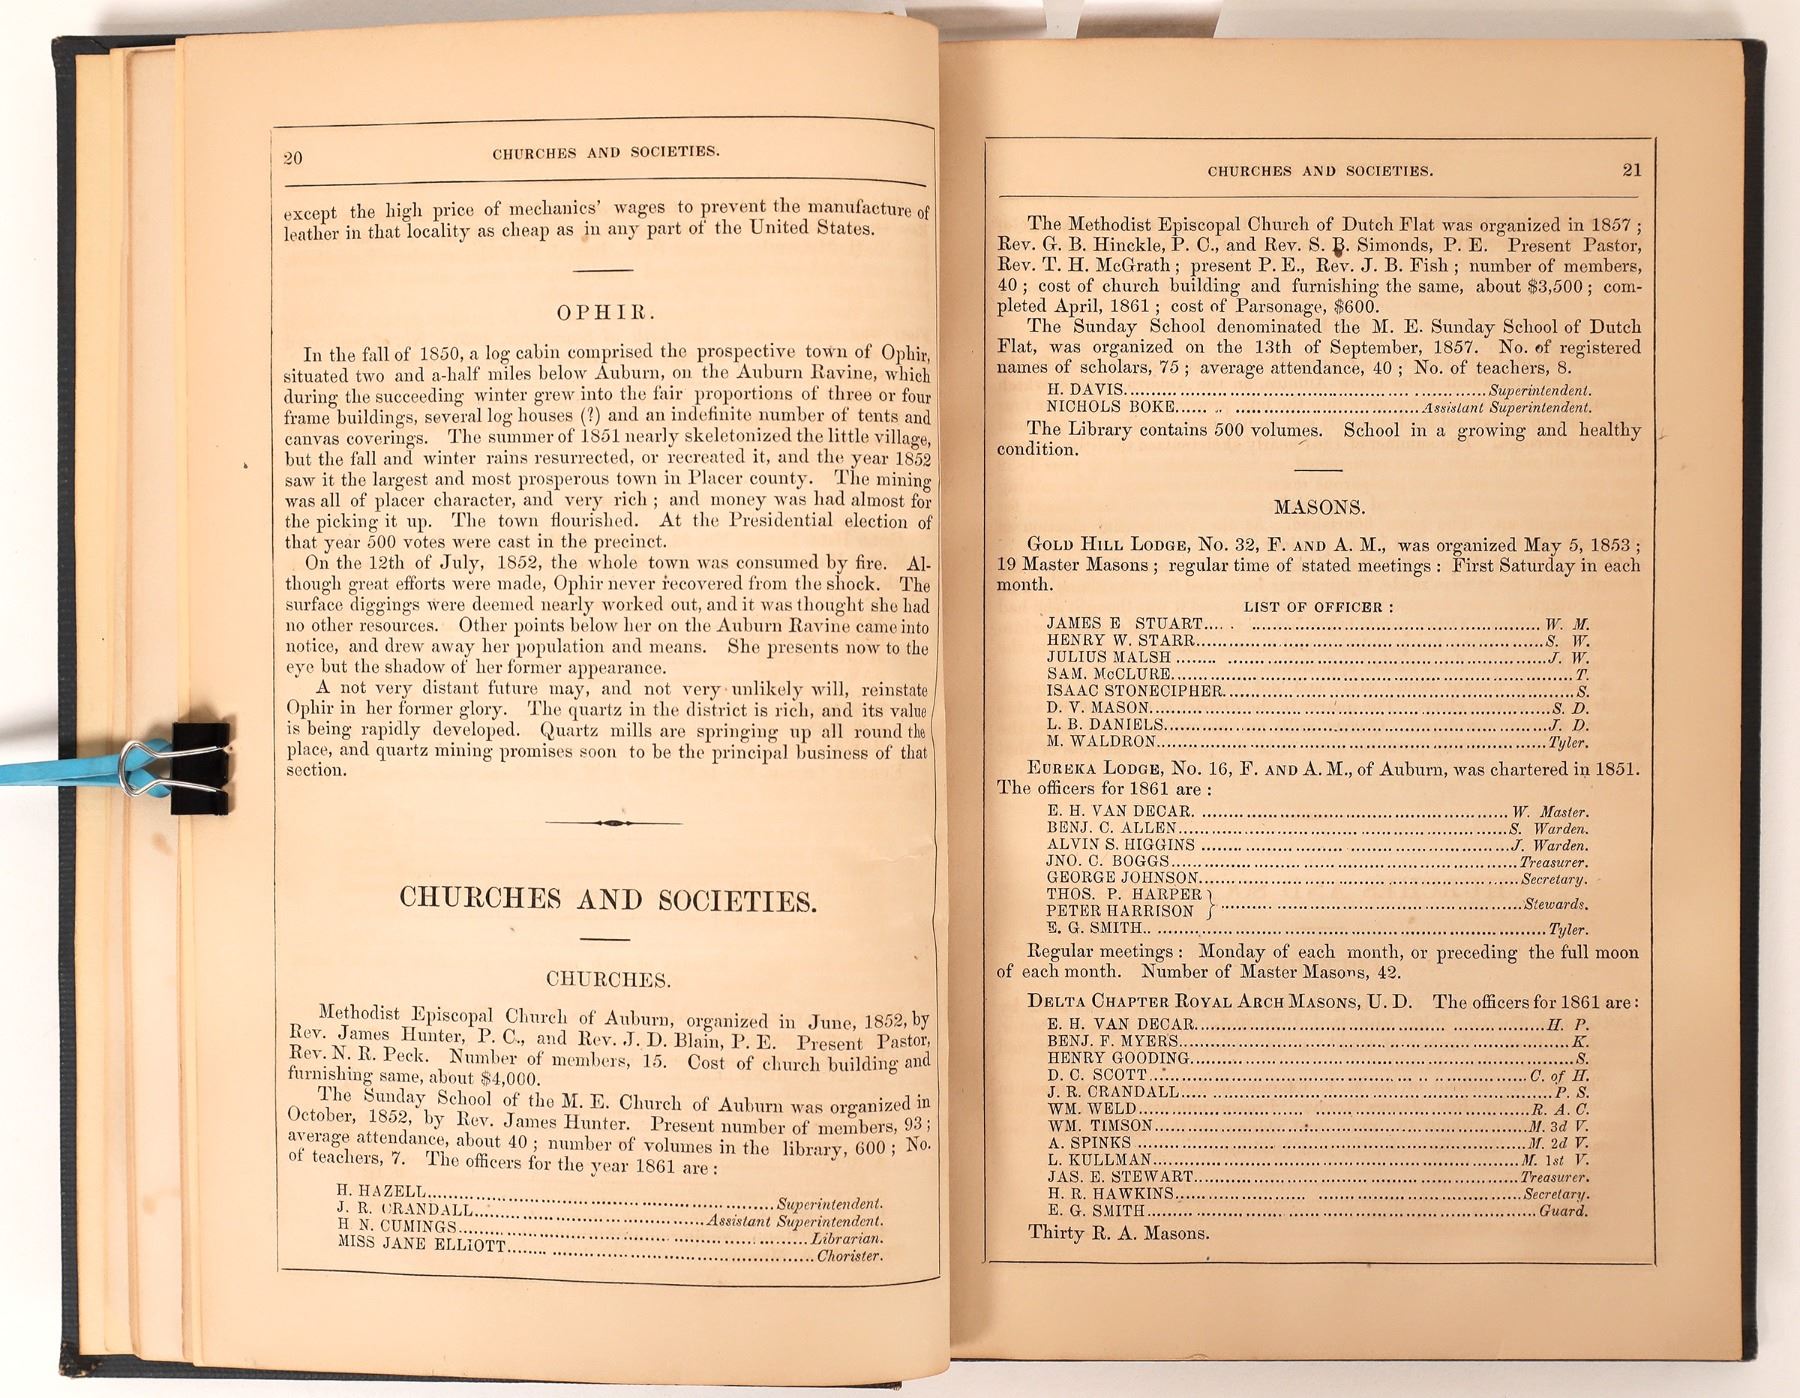 20
CHURCHES AND SOCIETIES.
except the high price of mechanics' wages to prevent the manufacture of
leather in that locality as cheap as in any part of the United States.
OPHIR.
In the fall of 1850, a log cabin comprised the prospective town of Ophir,
situated two and a-half miles below Auburn, on the Auburn Ravine, which
during the succeeding winter grew into the fair proportions of three or four
frame buildings, several log houses (?) and an indefinite number of tents and
canvas coverings. The summer of 1851 nearly skeletonized the little village,
but the fall and winter rains resurrected, or recreated it, and the year 1852
saw it the largest and most prosperous town in Placer county. The mining
was all of placer character, and very rich ; and money was had almost for
the picking it up. The town flourished. At the Presidential election of
that year 500 votes were cast in the precinct.
On the 12th of July, 1852, the whole town was consumed by fire. Al-
though great efforts were made, Ophir never recovered from the shock. The
surface diggings were deemed nearly worked out, and it was thought she had
no other resources. Other points below her on the Auburn Ravine came into
notice, and drew away her population and means. She presents now to the
eye but the shadow of her former appearance.
A not very distant future may, and not very unlikely will, reinstate
Ophir in her former glory. The quartz in the district is rich, and its value
is being rapidly developed. Quartz mills are springing up all round the
place, and quartz mining promises soon to be the principal business of that
section.
CHURCHES AND SOCIETIES.
CHURCHES.
Methodist Episcopal Church of Auburn, organized in June, 1852, by
Rev. James Hunter, P. C., and Rev. J. D. Blain, P. E. Present Pastor,
Rev. N. R. Peck. Number of members, 15. Cost of church building and
furnishing same, about $4,000.
The Sunday School of the M. E. Church of Auburn was organized in
October, 1852, by Rev. James Hunter. Present number of members, 93 ;
average attendance, about 40 ; number of volumes in the library, 600 ; No.
of teachers, 7. The officers for the year 1861 are :
H. HAZELL........Superintendent.
J. R. CRANDALL........Assistant Superintendent.
H N. CUMINGS........Librarian.
MISS JANE ELLIOTT........Chorister.
CHURCHES AND SOCIETIES.
21
The Methodist Episcopal Church of Dutch Flat was organized in 1857 ;
Rev. G. B. Hinckle, P. C., and Rev. S. B. Simonds, P. E. Present Pastor,
Rev. T. H. McGrath ; present P. E., Rev. J. B. Fish ; number of members,
40 ; cost of church building and furnishing the same, about $3,500 ; com-
pleted April, 1861 ; cost of Parsonage, $600.
The Sunday School denominated the M. E. Sunday School of Dutch
Flat, was organized on the 13th of September, 1857. No. of registered
names of scholars, 75 ; average attendance, 40 ; No. of teachers, 8.
H. DAVIS........Superintendent.
NICHOLS BOKE........Assistant Superintendent.
The Library contains 500 volumes. School in a growing and healthy
condition.
MASONS.
GOLD HILL LODGE, No. 32, F. AND A. M., was organized May 5, 1853 ;
19 Master Masons ; regular time of stated meetings : First Saturday in each
month.
LIST OF OFFICER :
JAMES E STUART........W. M.
HENRY W. STARR........S. W.
JULIUS MALSH........J. W.
SAM. McCLURE........T.
ISAAC STONECIPHER........S.
D. V. MASON........S. D.
L. B. DANIELS........J. D.
M. WALDRON........Tyler.
EUREKA LODGE, No. 16, F. AND A. M., of Auburn, was chartered in 1851.
The officers for 1861 are :
E. H. VAN DECAR........W. Master.
BENJ. C. ALLEN........S. Warden.
ALVIN S. HIGGINS........J. Warden.
JNO. C. BOGGS........Treasurer.
GEORGE JOHNSON........Secretary.
THOS. P. HARPER }
PETER HARRISON }........Stewards.
E. G. SMITH........Tyler.
Regular meetings : Monday of each month, or preceding the full moon
of each month. Number of Master Masons, 42.
DELTA CHAPTER ROYAL ARCH MASONS, U. D. The officers for 1861 are :
E. H. VAN DECAR........H. P.
BENJ. F. MYERS........K.
HENRY GOODING........S.
D. C. SCOTT........C. of H.
J. R. CRANDALL........P. S.
WM. WELD........R. A. C.
WM. TIMSON........M. 3d V.
A. SPINKS........M. 2d V.
L. KULLMAN........M. 1st V.
JAS. E. STEWART........Treasurer.
H. R. HAWKINS........Secretary.
E. G. SMITH........Guard.
Thirty R. A. Masons.